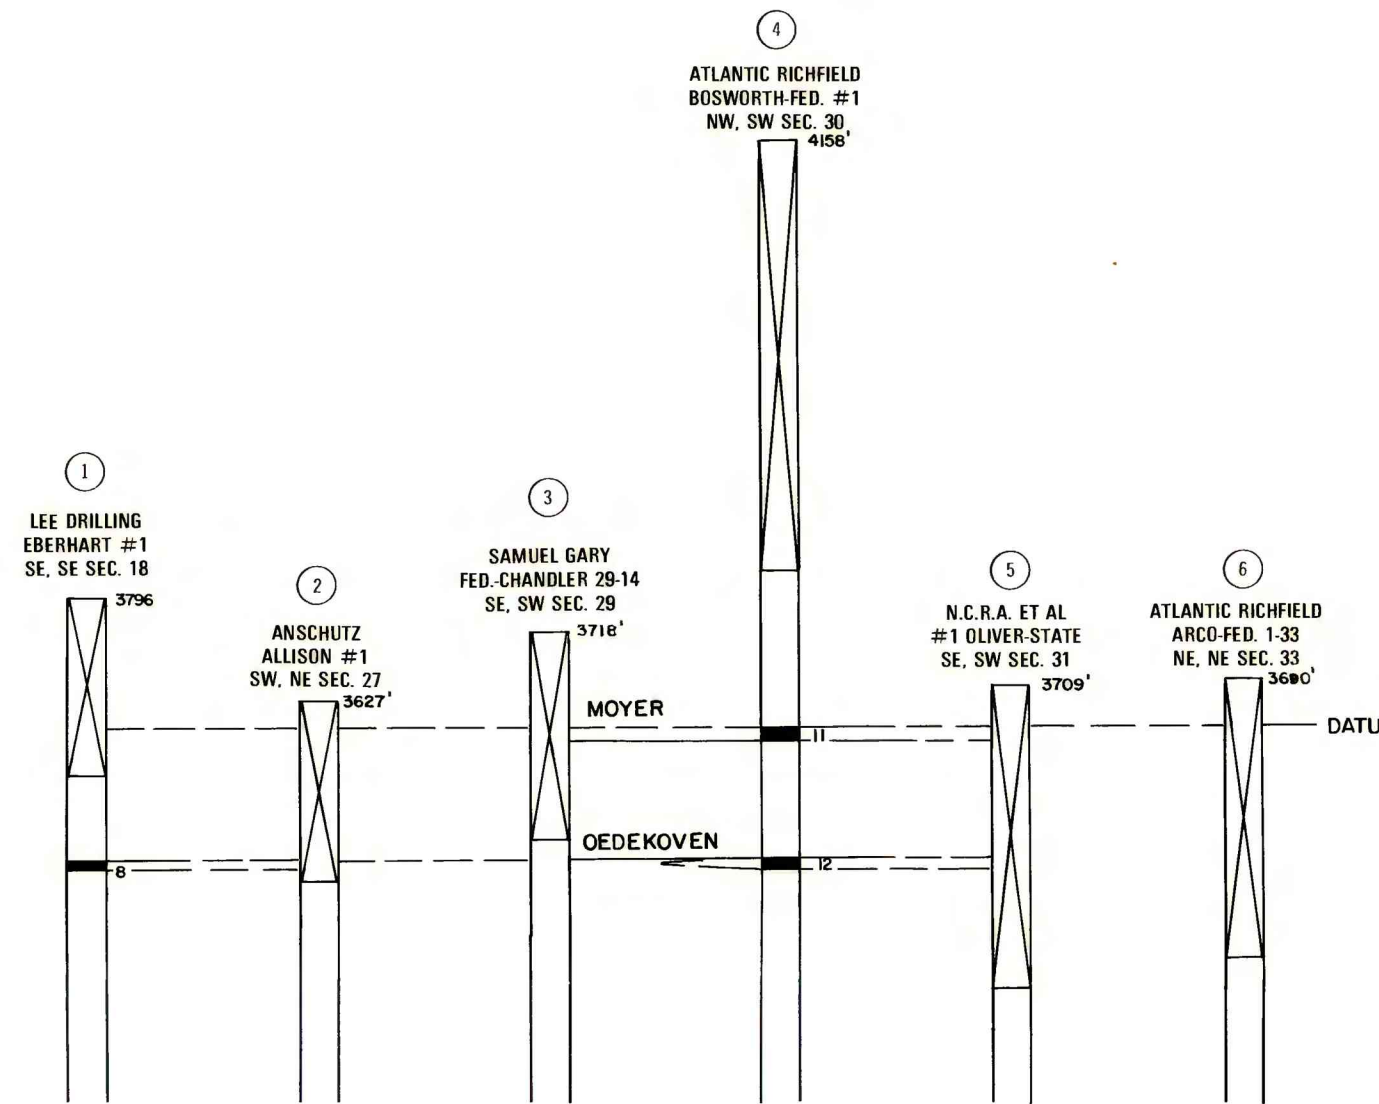 4
ATLANTIC RICHFIELD
BOSWORTH-FED. #1
NW, SW SEC. 30
4158'
1
LEE DRILLING
EBERHART #1
SE, SE SEC. 18
3796
2
ANSCHUTZ
ALLISON #1
SW, NE SEC. 27
3627'
3
SAMUEL GARY
FED.-CHANDLER 29-14
SE, SW SEC. 29
3718'
5
N.C.R.A. ET AL
#1 OLIVER-STATE
SE, SW SEC. 31
3709'
6
ATLANTIC RICHFIELD
ARCO-FED. 1-33
NE, NE SEC. 33
MOYER
DATU
11
OEDEKOVEN
8
12